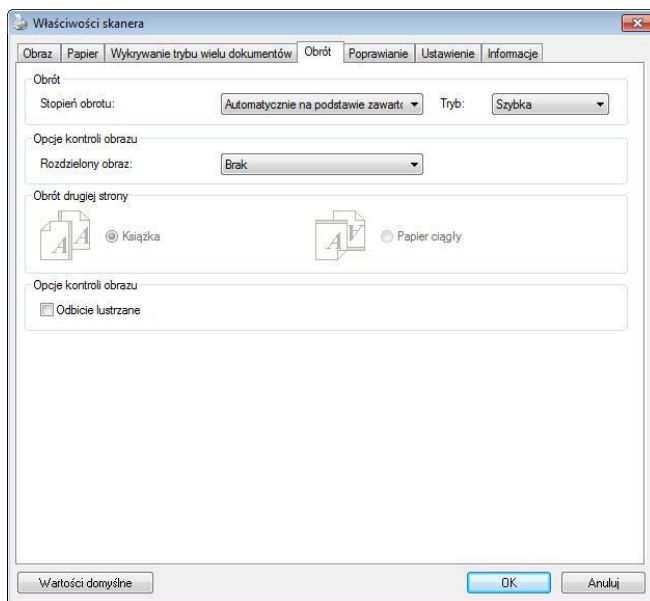 Właściwości skanera
Obraz Papier Wykrywanie trybu wielu dokumentów Obrót Poprawianie Ustawienie Informacje
Obrót
Stopień obrotu: Automatycznie na podstawie zawartc Tryb: Szybka
Opcje kontroli obrazu
Rozdzielony obraz: Brak
Obrót drugiej strony
A A Książka A A Papier ciągły
Opcje kontroli obrazu
Odbicie lustrzane
Wartości domyślne OK Anuluj